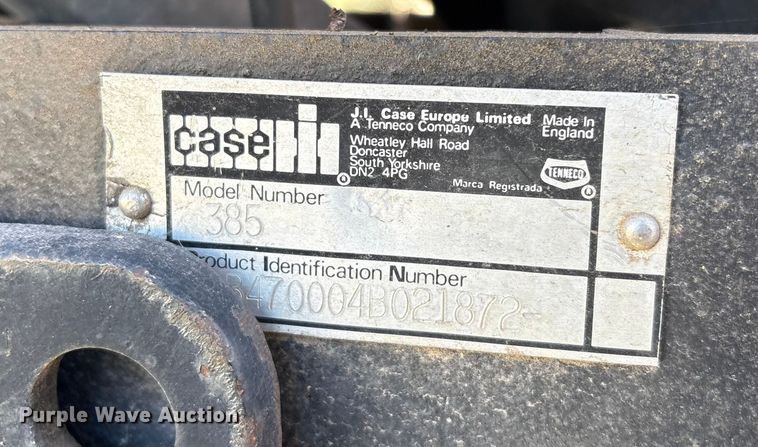 case IH
J.I. Case Europe Limited
A Tenneco Company
Wheatley Hall Road
Doncaster
South Yorkshire
DN2 4PG
Made In
England
Marca Registrada
TENNECO
Model Number
385
Product Identification Number
B470004B021872-
Purple Wave Auction